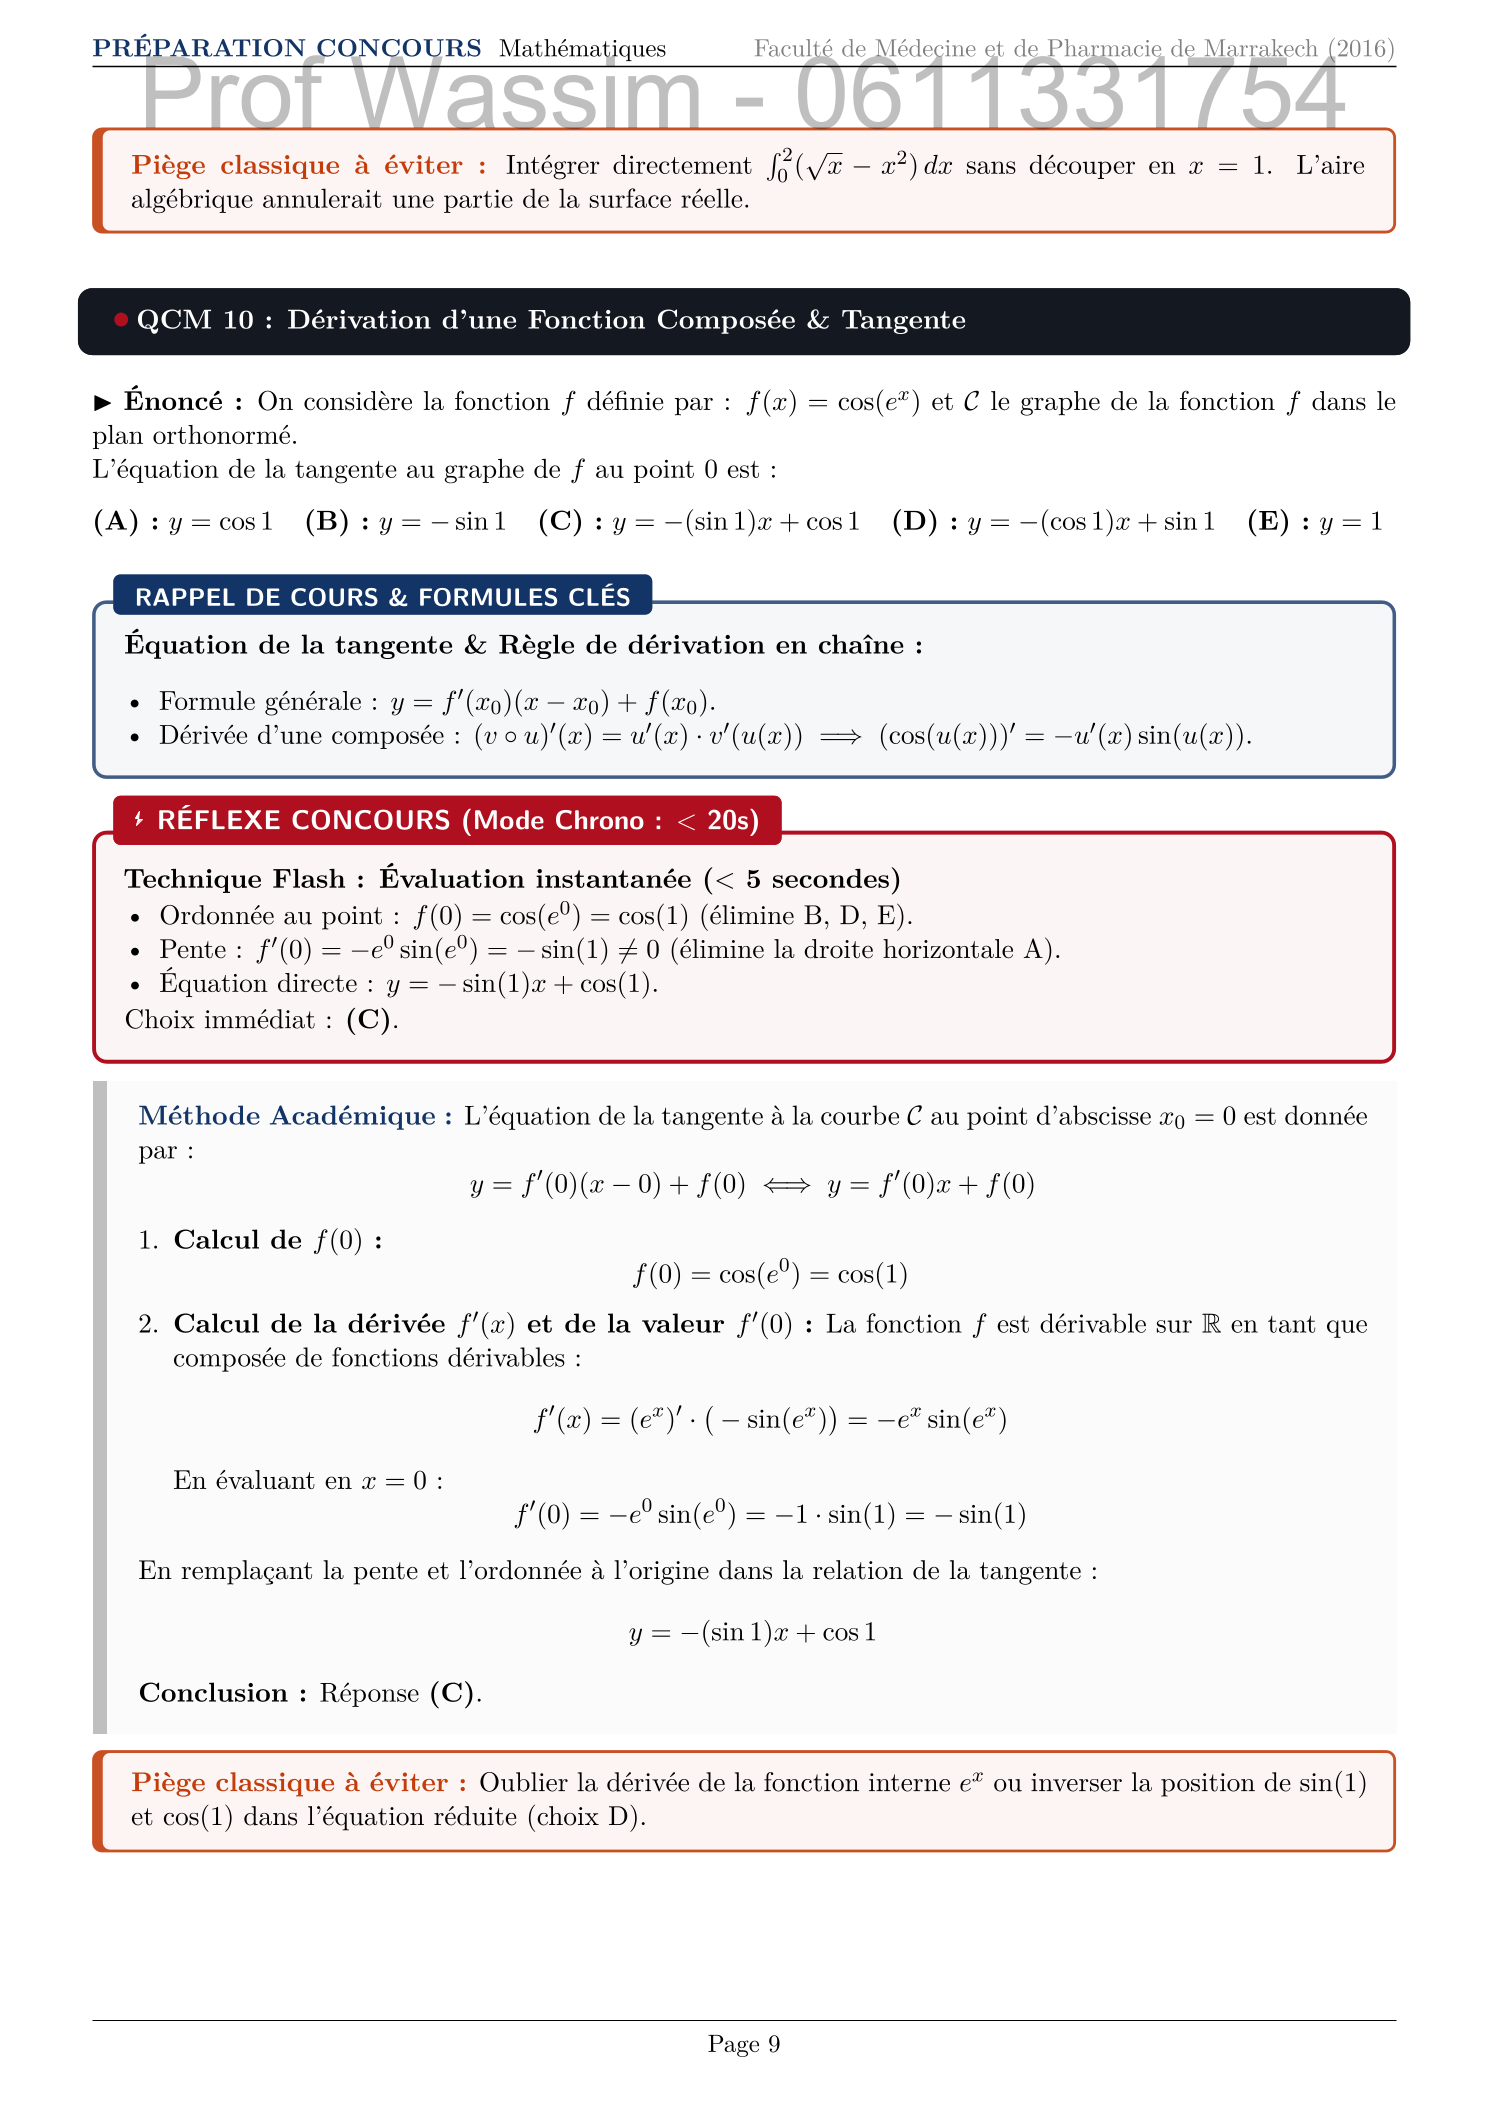 PRÉPARATION CONCOURS Mathématiques Faculté de Médecine et de Pharmacie de Marrakech (2016)
Prof Wassim - 0611331754
Piège classique à éviter : Intégrer directement ∫₀²(√x − x²) dx sans découper en x = 1. L'aire
algébrique annulerait une partie de la surface réelle.
● QCM 10 : Dérivation d'une Fonction Composée & Tangente
▶ Énoncé : On considère la fonction f définie par : f(x) = cos(eˣ) et 𝒞 le graphe de la fonction f dans le
plan orthonormé.
L'équation de la tangente au graphe de f au point 0 est :
(A) : y = cos 1 (B) : y = − sin 1 (C) : y = −(sin 1)x + cos 1 (D) : y = −(cos 1)x + sin 1 (E) : y = 1
RAPPEL DE COURS & FORMULES CLÉS
Équation de la tangente & Règle de dérivation en chaîne :
• Formule générale : y = f′(x₀)(x − x₀) + f(x₀).
• Dérivée d'une composée : (v ∘ u)′(x) = u′(x) · v′(u(x)) ⟹ (cos(u(x)))′ = −u′(x) sin(u(x)).
⚡ RÉFLEXE CONCOURS (Mode Chrono : < 20s)
Technique Flash : Évaluation instantanée (< 5 secondes)
• Ordonnée au point : f(0) = cos(e⁰) = cos(1) (élimine B, D, E).
• Pente : f′(0) = −e⁰ sin(e⁰) = − sin(1) ≠ 0 (élimine la droite horizontale A).
• Équation directe : y = − sin(1)x + cos(1).
Choix immédiat : (C).
Méthode Académique : L'équation de la tangente à la courbe 𝒞 au point d'abscisse x₀ = 0 est donnée
par :
y = f′(0)(x − 0) + f(0) ⟺ y = f′(0)x + f(0)
1. Calcul de f(0) :
f(0) = cos(e⁰) = cos(1)
2. Calcul de la dérivée f′(x) et de la valeur f′(0) : La fonction f est dérivable sur ℝ en tant que
composée de fonctions dérivables :
f′(x) = (eˣ)′ · (− sin(eˣ)) = −eˣ sin(eˣ)
En évaluant en x = 0 :
f′(0) = −e⁰ sin(e⁰) = −1 · sin(1) = − sin(1)
En remplaçant la pente et l'ordonnée à l'origine dans la relation de la tangente :
y = −(sin 1)x + cos 1
Conclusion : Réponse (C).
Piège classique à éviter : Oublier la dérivée de la fonction interne eˣ ou inverser la position de sin(1)
et cos(1) dans l'équation réduite (choix D).
Page 9